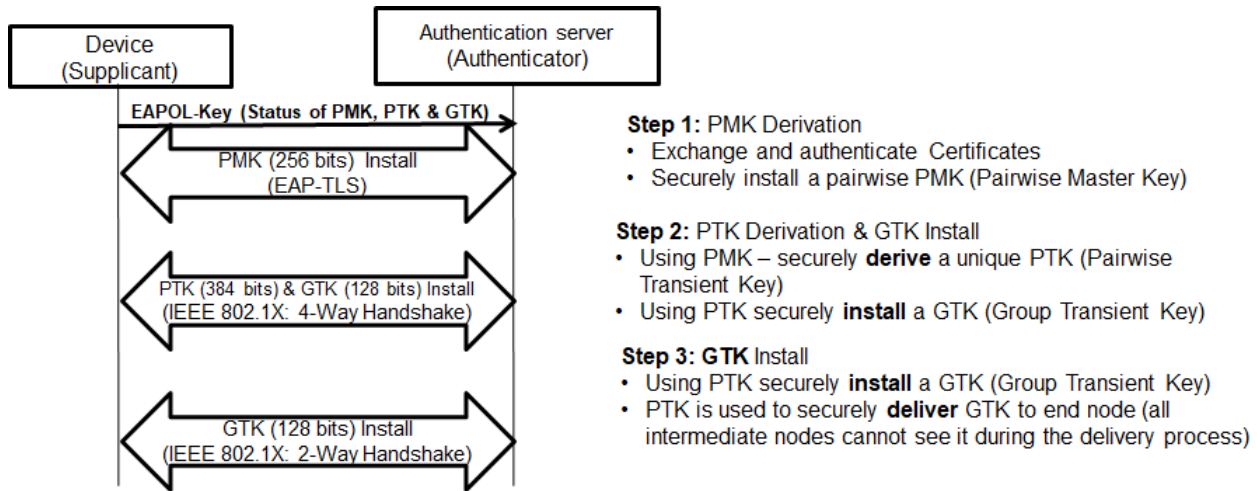 Device
(Supplicant)
Authentication server
(Authenticator)
EAPOL-Key (Status of PMK, PTK & GTK)
PMK (256 bits) Install
(EAP-TLS)
PTK (384 bits) & GTK (128 bits) Install
(IEEE 802.1X: 4-Way Handshake)
GTK (128 bits) Install
(IEEE 802.1X: 2-Way Handshake)
Step 1: PMK Derivation
• Exchange and authenticate Certificates
• Securely install a pairwise PMK (Pairwise Master Key)
Step 2: PTK Derivation & GTK Install
• Using PMK – securely derive a unique PTK (Pairwise
Transient Key)
• Using PTK securely install a GTK (Group Transient Key)
Step 3: GTK Install
• Using PTK securely install a GTK (Group Transient Key)
• PTK is used to securely deliver GTK to end node (all
intermediate nodes cannot see it during the delivery process)